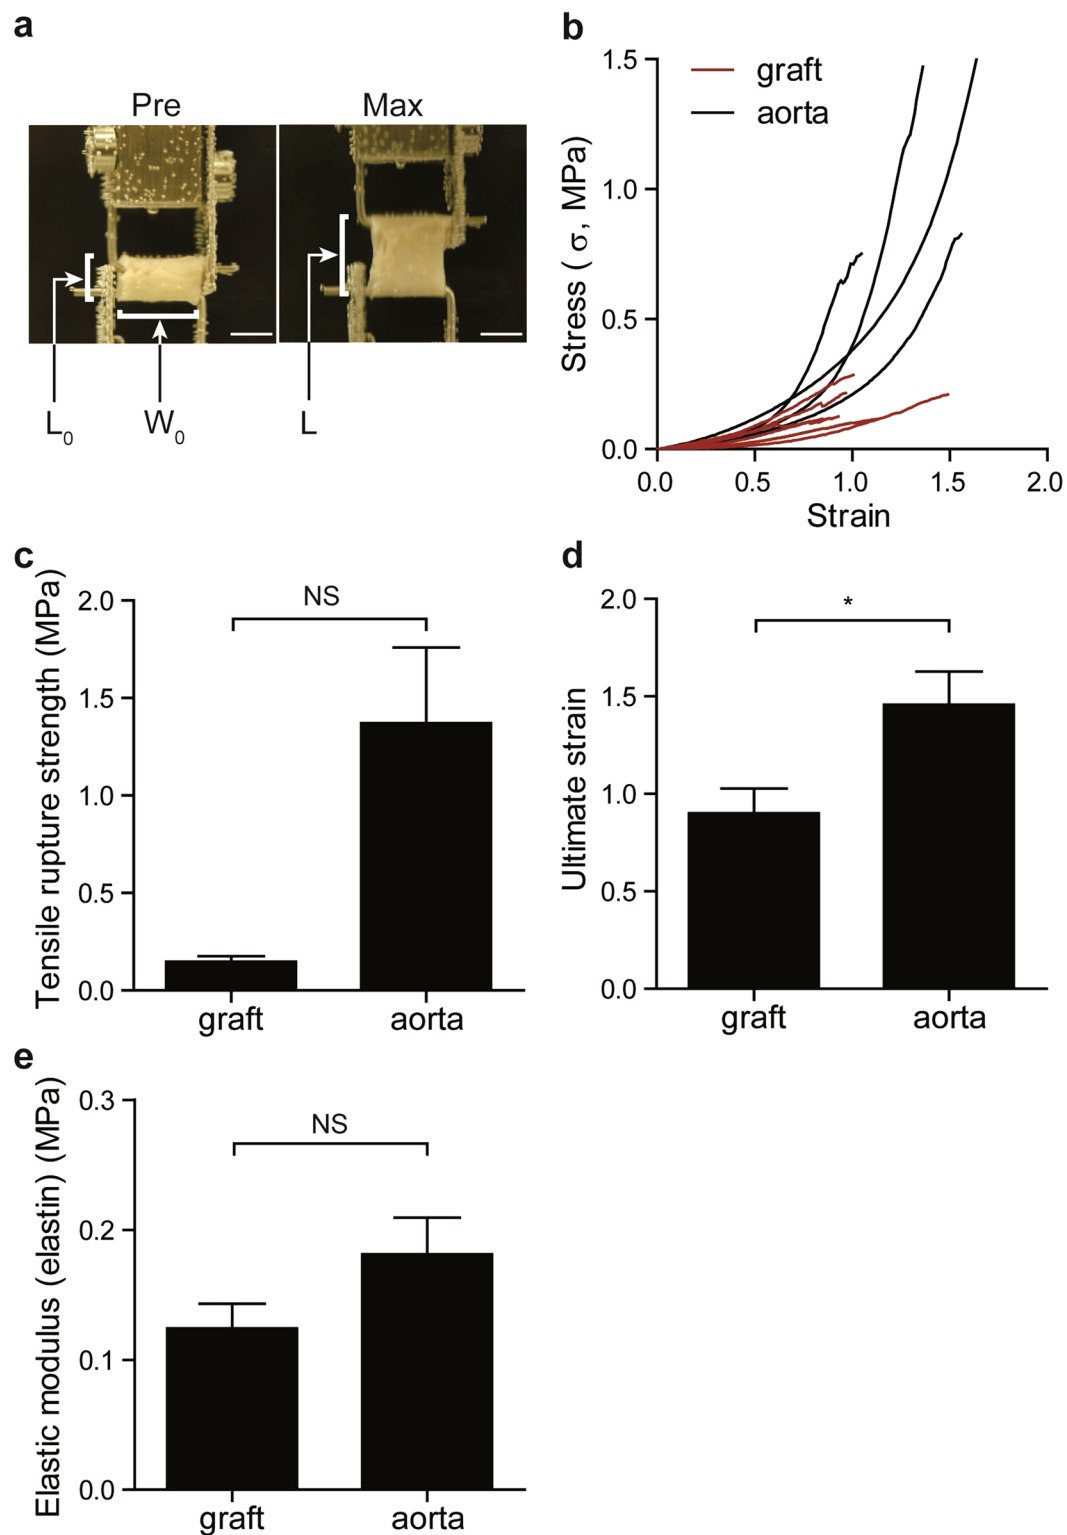 a
Pre
Max
L0
W0
L
b
graft
aorta
Stress ( σ, MPa)
1.5
1.0
0.5
0.0
0.0 0.5 1.0 1.5 2.0
Strain
c
Tensile rupture strength (MPa)
2.0
1.5
1.0
0.5
0.0
NS
graft aorta
d
Ultimate strain
2.0
1.5
1.0
0.5
0.0
*
graft aorta
e
Elastic modulus (elastin) (MPa)
0.3
0.2
0.1
0.0
NS
graft aorta